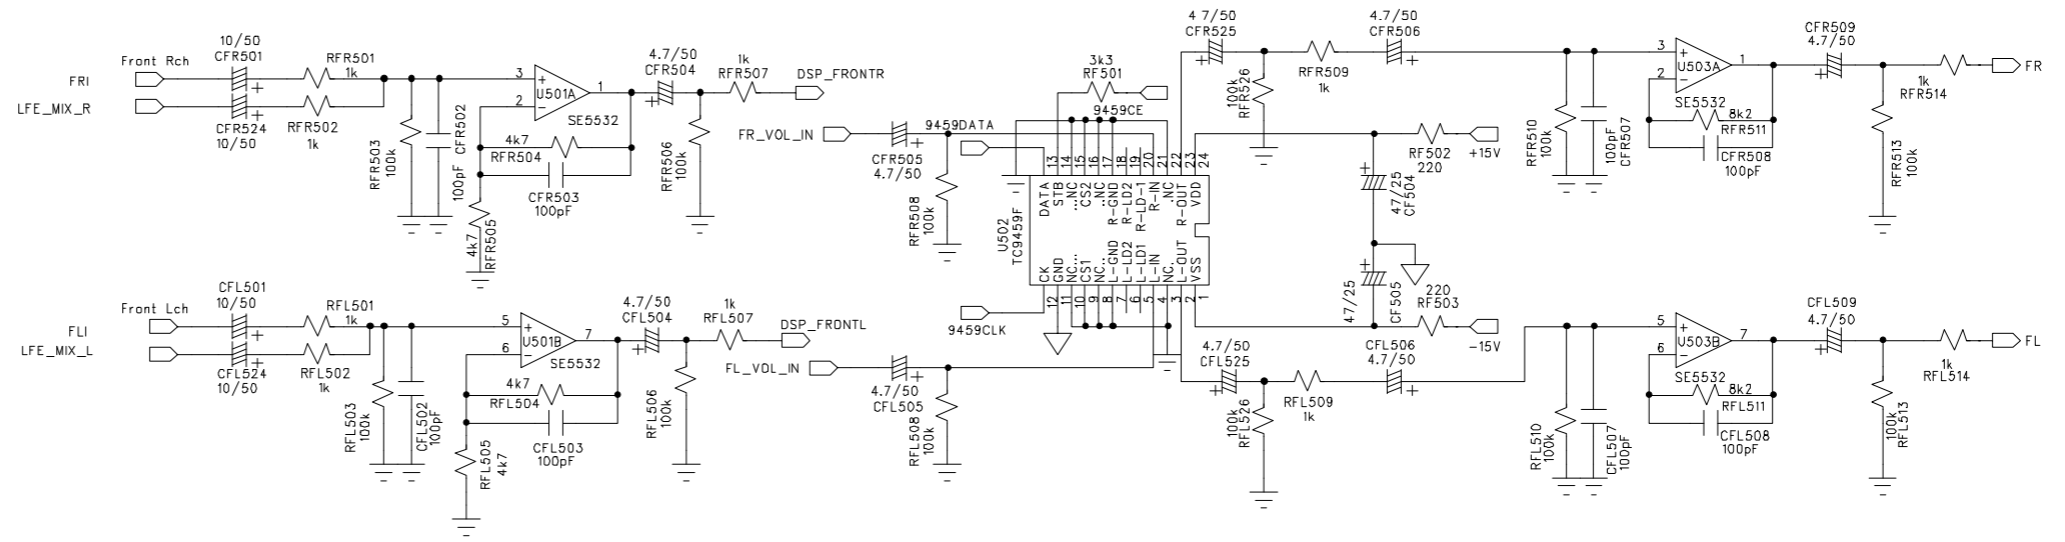 10/50
CFR501
Front Rch
FRI
LFE_MIX_R
CFR524
10/50
RFR501
1k
RFR502
1k
RFR503
100k
CFR502
100pF
3
+
2
−
1
U501A
SE5532
4k7
RFR504
CFR503
100pF
4k7
RFR505
4.7/50
CFR504
RFR506
100k
1k
RFR507
DSP_FRONTR
FR_VOL_IN
CFR505
4.7/50
RFR508
100k
3k3
RF501
9459CE
9459DATA
13
14
15
16
17
18
19
20
21
22
23
24
DATA
STB
..NC
CS2
..NC
R-GND
R-LD2
R-LD-1
R-IN
.NC
R-OUT
VDD
U502
TC9459F
CK
GND
NC...
CS1
NC..
L-GND
L-LD2
L-LD1
L-IN
NC.
L-OUT
VSS
12
11
10
9
8
7
6
5
4
3
2
1
9459CLK
4 7/50
CFR525
100k
RFR526
RFR509
1k
4.7/50
CFR506
RF502
220
+15V
47/25
CF504
47/25
CF505
220
RF503
-15V
RFR510
100k
100pF
CFR507
3
+
2
−
1
U503A
SE5532
8k2
RFR511
CFR508
100pF
CFR509
4.7/50
RFR513
100k
1k
RFR514
FR
CFL501
10/50
Front Lch
FLI
LFE_MIX_L
CFL524
10/50
RFL501
1k
RFL502
1k
RFL503
100k
CFL502
100pF
5
+
6
−
7
U501B
SE5532
4k7
RFL504
CFL503
100pF
RFL505
4k7
4.7/50
CFL504
RFL506
100k
1k
RFL507
DSP_FRONTL
FL_VOL_IN
4.7/50
CFL505
RFL508
100k
4.7/50
CFL525
100k
RFL526
RFL509
1k
CFL506
4.7/50
RFL510
100k
CFL507
100pF
5
+
6
−
7
U503B
SE5532
8k2
RFL511
CFL508
100pF
CFL509
4.7/50
100k
RFL513
1k
RFL514
FL